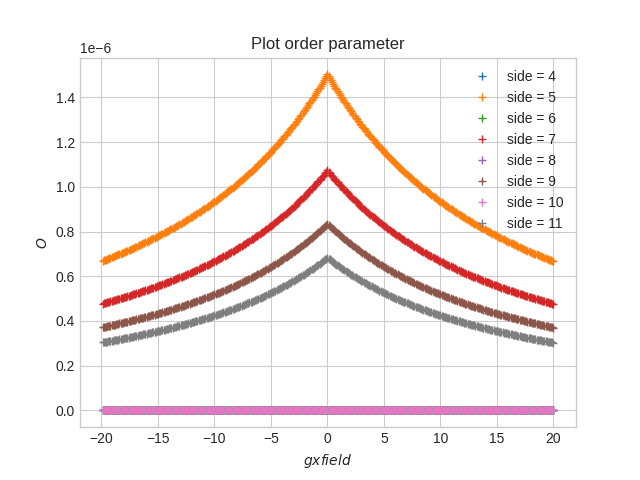 Plot order parameter
1e−6
1.4
1.2
1.0
0.8
0.6
0.4
0.2
0.0
O
side = 4
side = 5
side = 6
side = 7
side = 8
side = 9
side = 10
side = 11
−20 −15 −10 −5 0 5 10 15 20
gxfield